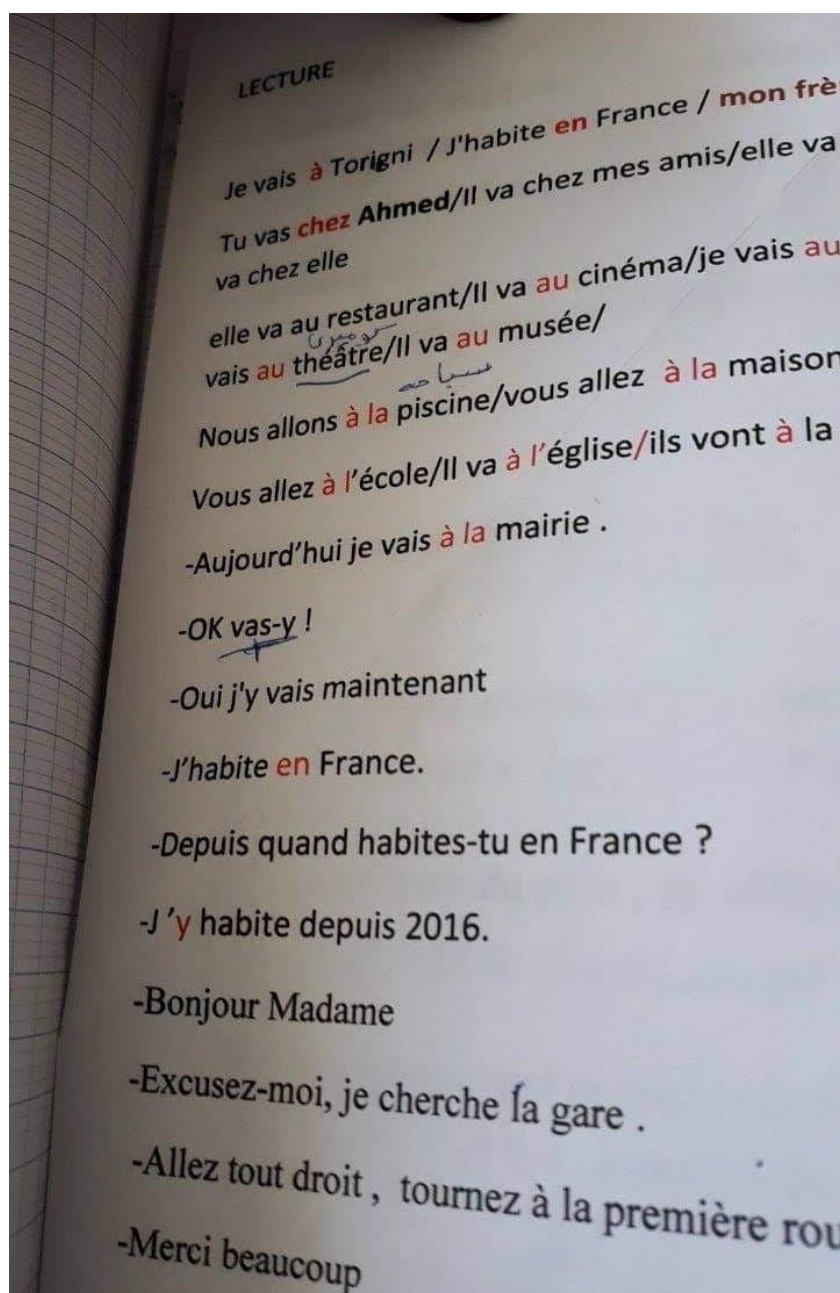 LECTURE
Je vais à Torigni / J'habite en France / mon
Tu vas chez Ahmed/Il va chez mes amis/elle va
va chez elle
elle va au restaurant/Il va au cinéma/je vais au
كوميديا
vais au théâtre/Il va au musée/
سباحه
Nous allons à la piscine/vous allez à la maison
Vous allez à l'école/Il va à l'église/ils vont à la
-Aujourd'hui je vais à la mairie .
-OK vas-y !
-Oui j'y vais maintenant
-J'habite en France.
-Depuis quand habites-tu en France ?
-J 'y habite depuis 2016.
-Bonjour Madame
-Excusez-moi, je cherche la gare .
-Allez tout droit , tournez à la première
-Merci beaucoup